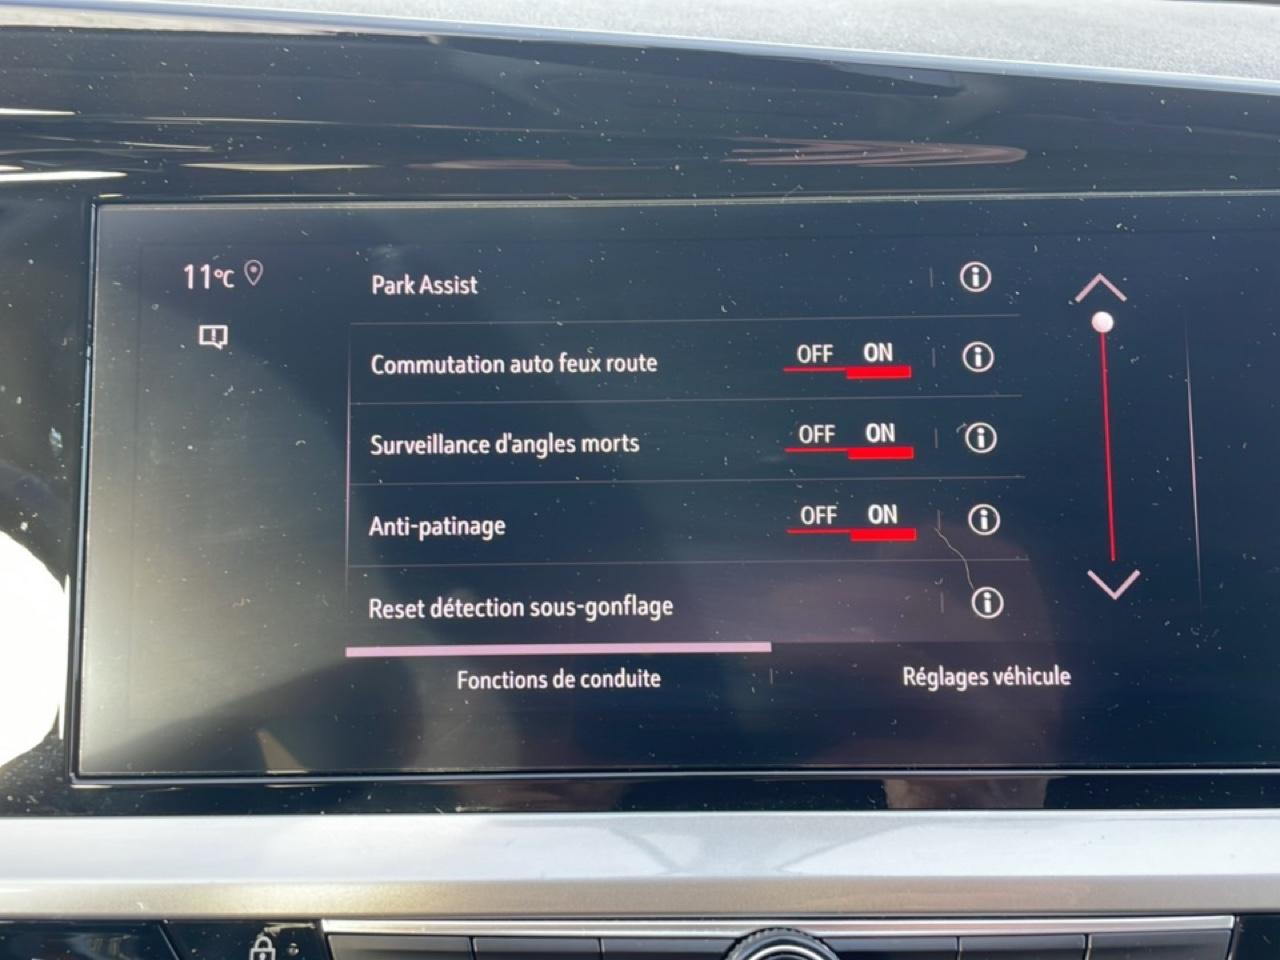 11°C
Park Assist
Commutation auto feux route OFF ON
Surveillance d'angles morts OFF ON
Anti-patinage OFF ON
Reset détection sous-gonflage
Fonctions de conduite Réglages véhicule